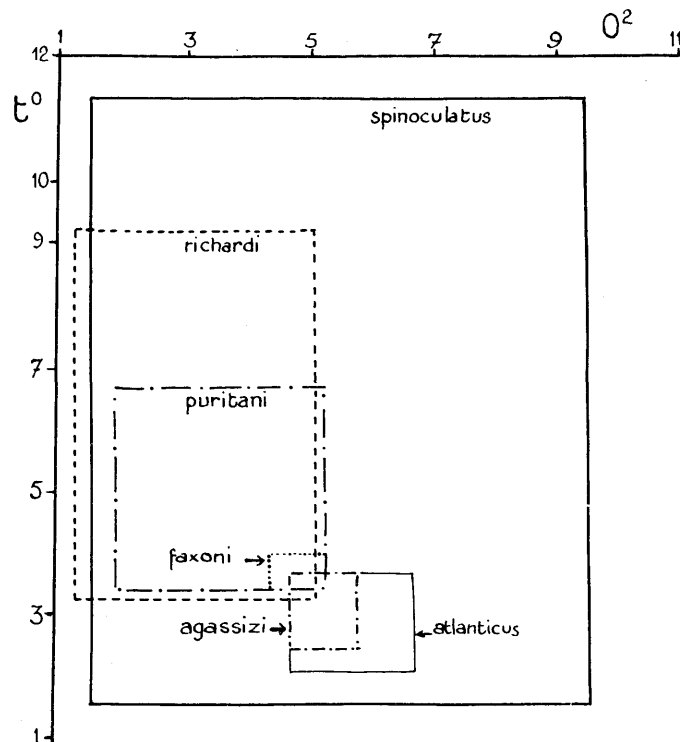 1 3 5 7 9 11 O²
12
t°
spinoculatus
10
9
richardi
7
puritani
5
faxoni
3
agassizi
atlanticus
1